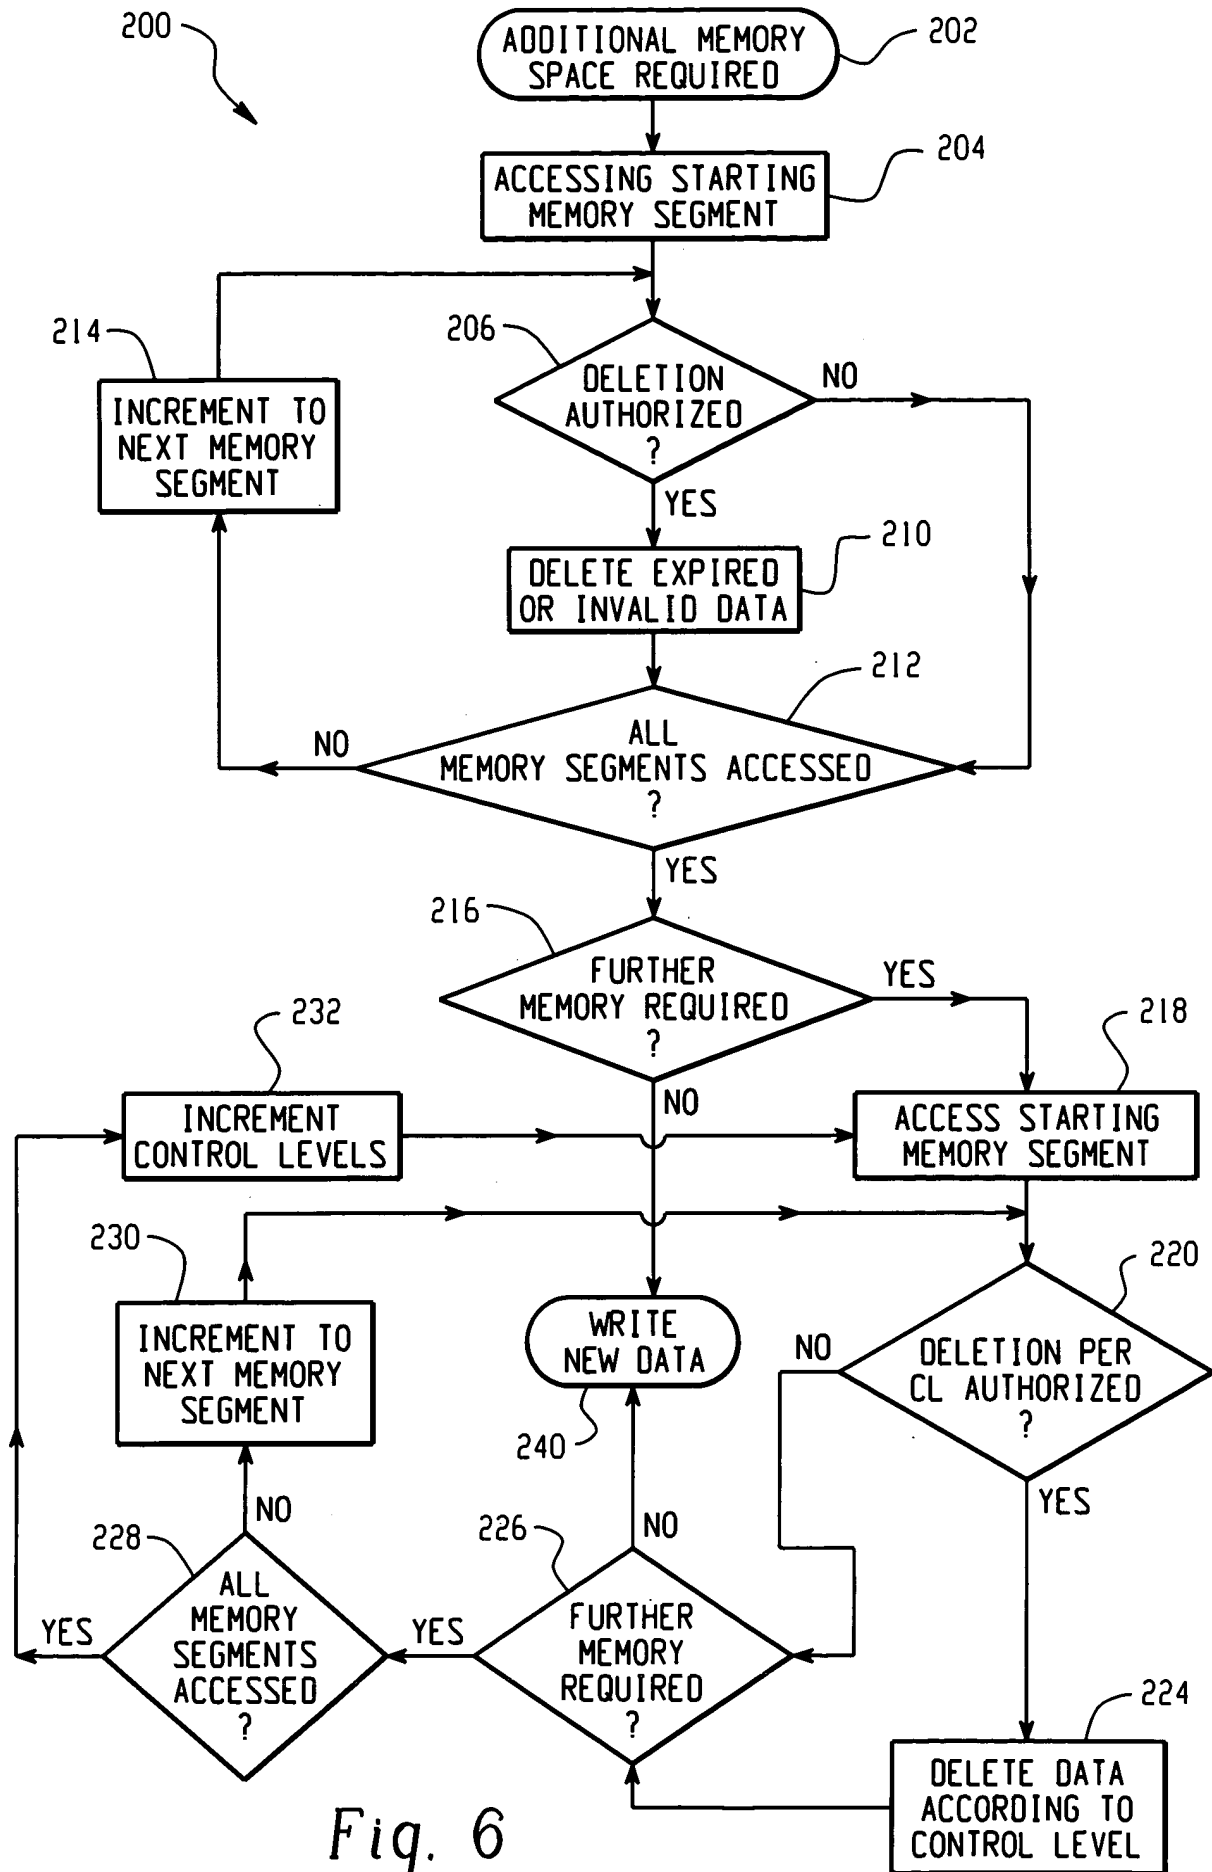 200
ADDITIONAL MEMORY
SPACE REQUIRED
202
ACCESSING STARTING
MEMORY SEGMENT
204
214
INCREMENT TO
NEXT MEMORY
SEGMENT
206
DELETION
AUTHORIZED
?
NO
YES
210
DELETE EXPIRED
OR INVALID DATA
212
ALL
MEMORY SEGMENTS ACCESSED
?
NO
YES
216
FURTHER
MEMORY REQUIRED
?
YES
NO
232
INCREMENT
CONTROL LEVELS
218
ACCESS STARTING
MEMORY SEGMENT
230
INCREMENT TO
NEXT MEMORY
SEGMENT
WRITE
NEW DATA
240
220
DELETION PER
CL AUTHORIZED
?
NO
YES
228
ALL
MEMORY
SEGMENTS
ACCESSED
?
NO
YES
226
FURTHER
MEMORY
REQUIRED
?
NO
YES
224
DELETE DATA
ACCORDING TO
CONTROL LEVEL
Fig. 6